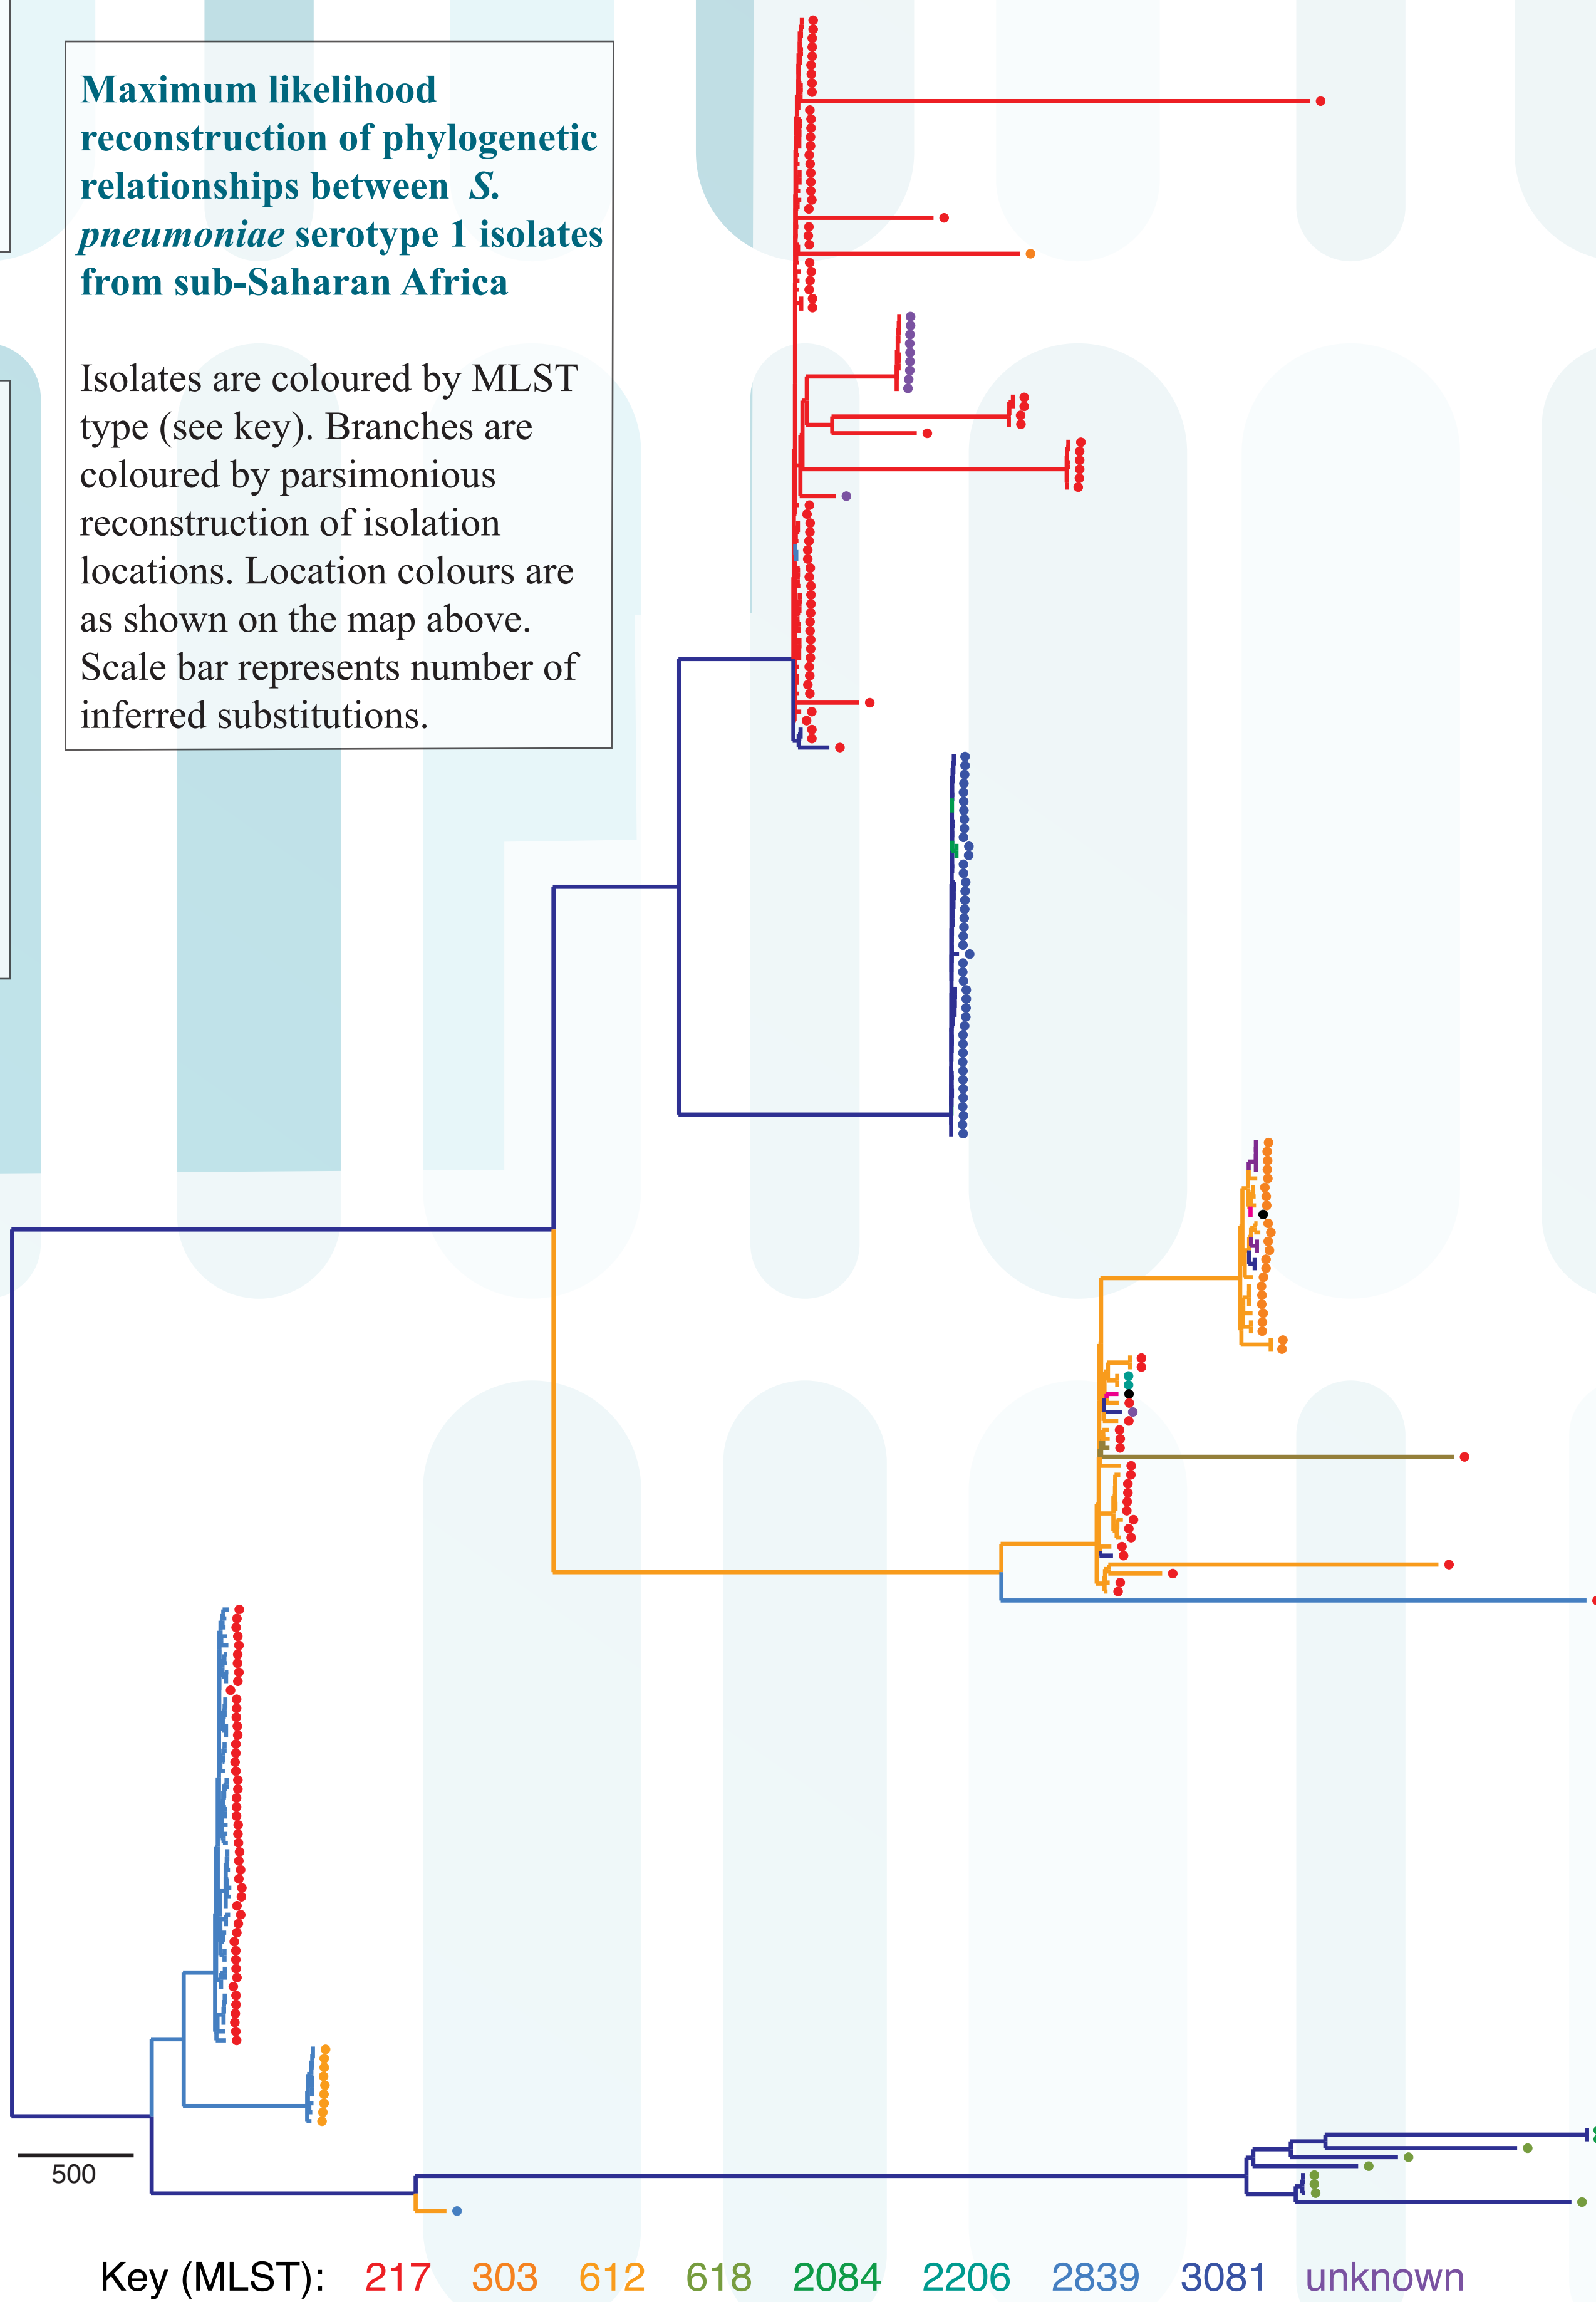 Maximum likelihood
reconstruction of phylogenetic
relationships between S.
pneumoniae serotype 1 isolates
from sub-Saharan Africa
Isolates are coloured by MLST
type (see key). Branches are
coloured by parsimonious
reconstruction of isolation
locations. Location colours are
as shown on the map above.
Scale bar represents number of
inferred substitutions.
500
Key (MLST): 217 303 612 618 2084 2206 2839 3081 unknown